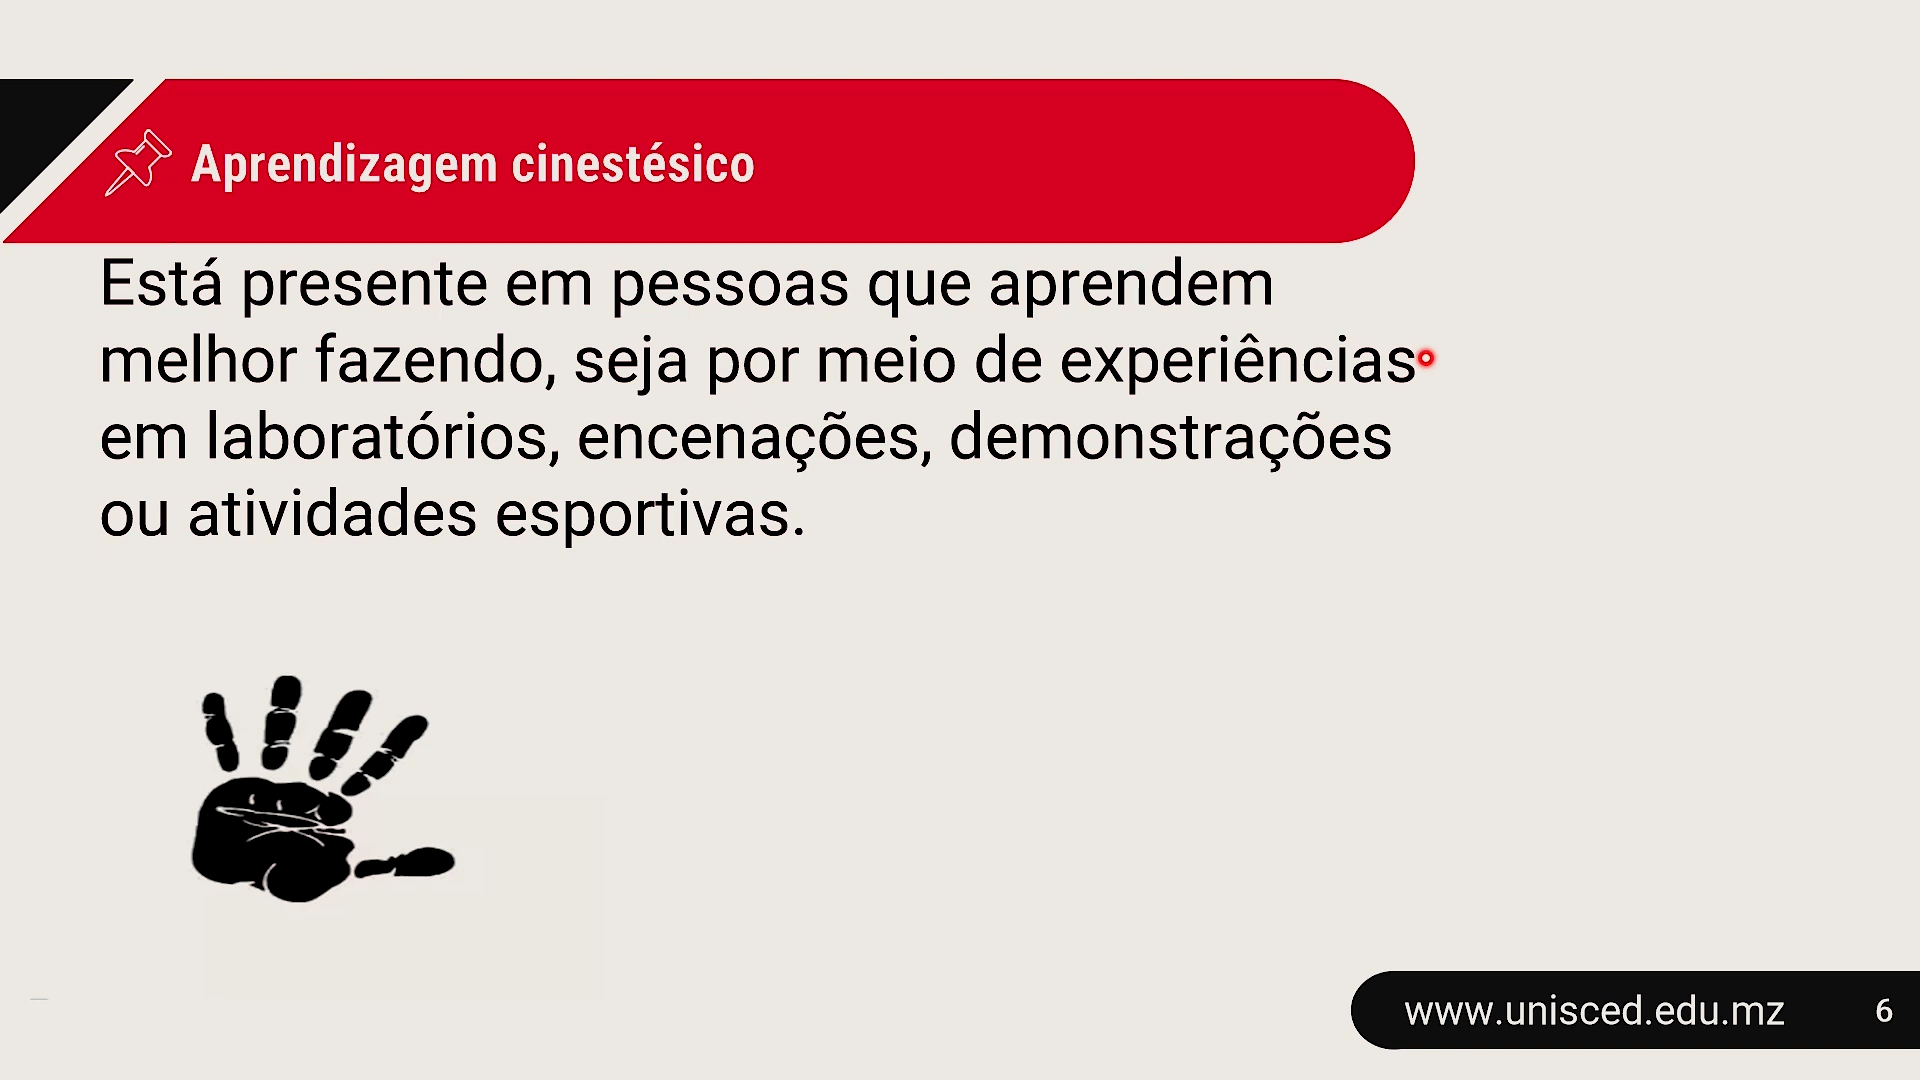 Aprendizagem cinestésico
Está presente em pessoas que aprendem
melhor fazendo, seja por meio de experiências
em laboratórios, encenações, demonstrações
ou atividades esportivas.
www.unisced.edu.mz
6